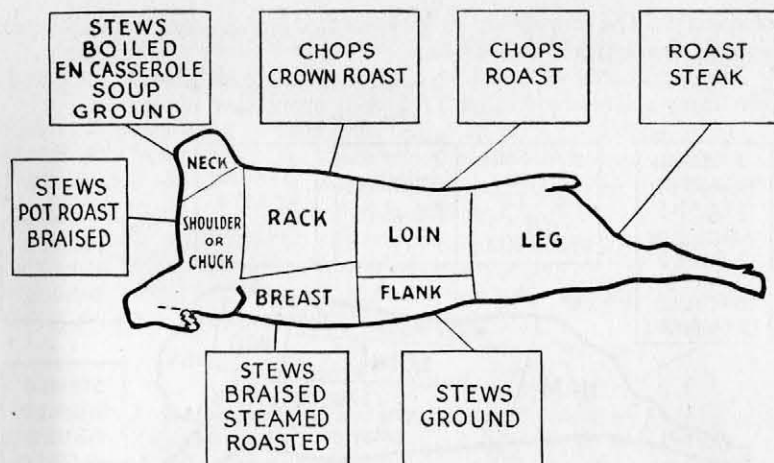 STEWS
BOILED
EN CASSEROLE
SOUP
GROUND
CHOPS
CROWN ROAST
CHOPS
ROAST
ROAST
STEAK
STEWS
POT ROAST
BRAISED
NECK
SHOULDER
OR
CHUCK
RACK
LOIN
LEG
BREAST
FLANK
STEWS
BRAISED
STEAMED
ROASTED
STEWS
GROUND